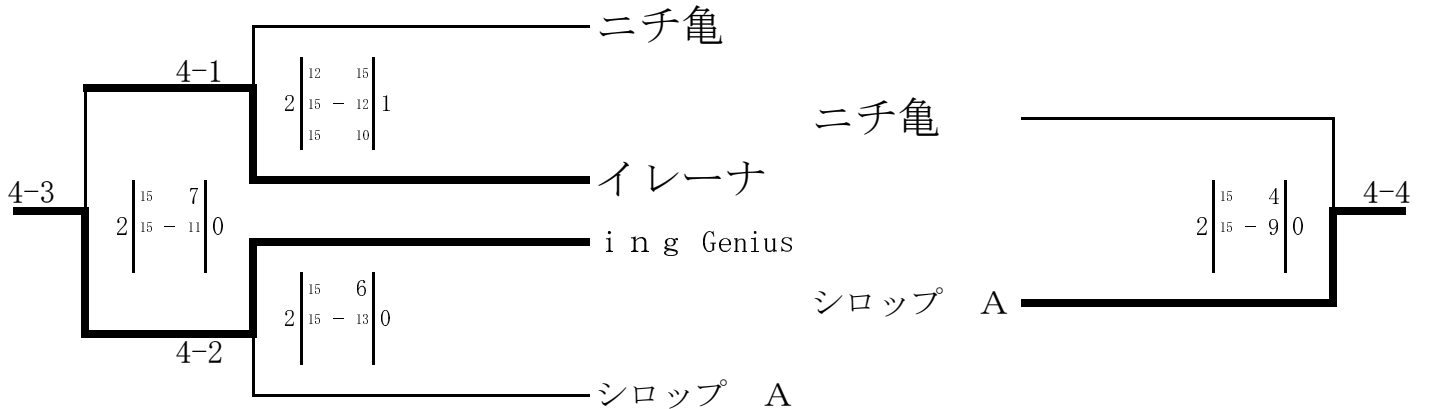 ニチ亀
4-1
12 15
2 15 - 12 1
15 10
イレーナ
4-3
15 7
2 15 - 11 0
ｉｎｇ Genius
15 6
2 15 - 13 0
4-2
シロップ　Ａ
ニチ亀
4-4
15 4
2 15 - 9 0
シロップ　Ａ